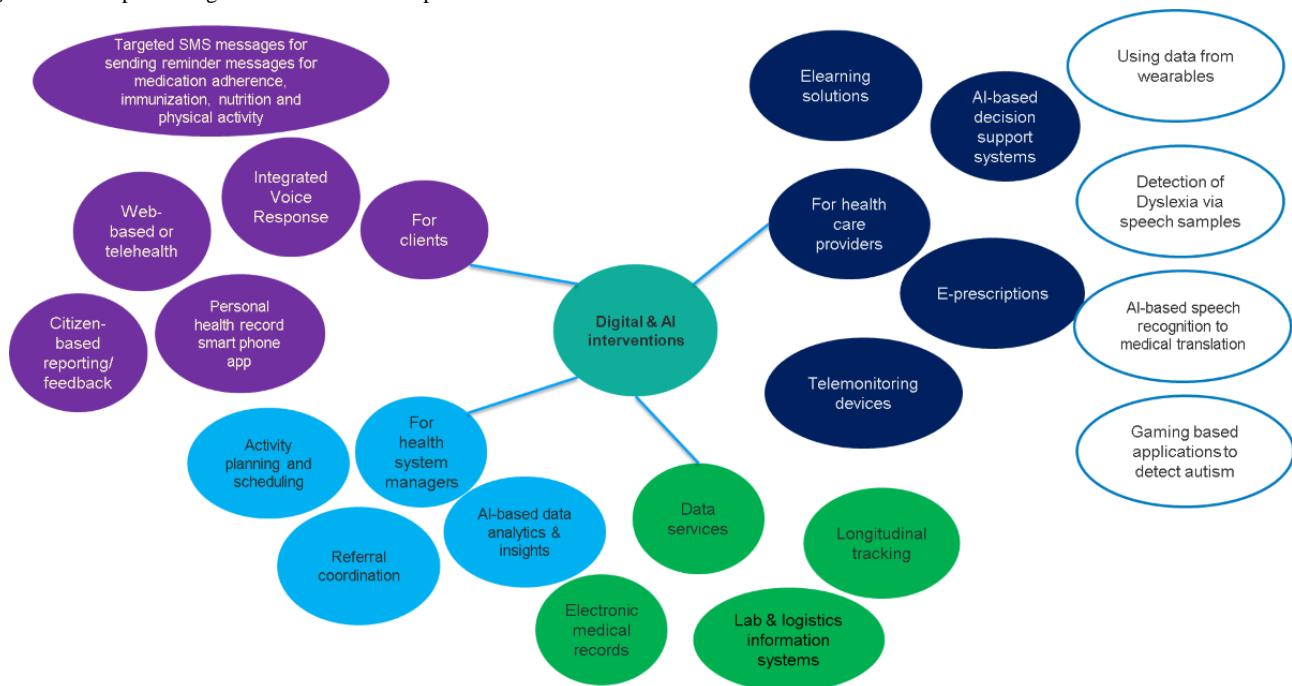 Targeted SMS messages for
sending reminder messages for
medication adherence,
immunization, nutrition and
physical activity
Integrated
Voice
Response
For
clients
Web-
based or
telehealth
Personal
health record
smart phone
app
Citizen-
based
reporting/
feedback
Elearning
solutions
AI-based
decision
support
systems
Using data from
wearables
Detection of
Dyslexia via
speech samples
For health
care
providers
E-prescriptions
AI-based speech
recognition to
medical translation
Telemonitoring
devices
Gaming based
applications to
detect autism
Digital & AI
interventions
For
health
system
managers
Activity
planning and
scheduling
AI-based data
analytics &
insights
Referral
coordination
Data
services
Longitudinal
tracking
Electronic
medical
records
Lab & logistics
information
systems